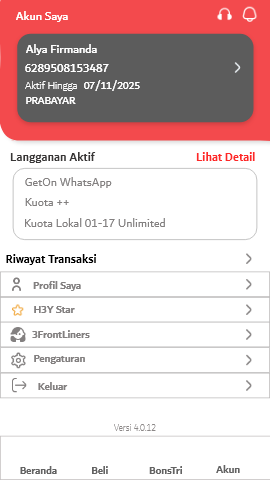 Akun Saya
Alya Firmanda
6289508153487
Aktif Hingga 07/11/2025
PRABAYAR
Langganan Aktif Lihat Detail
GetOn WhatsApp
Kuota ++
Kuota Lokal 01-17 Unlimited
Riwayat Transaksi
Profil Saya
H3Y Star
3FrontLiners
Pengaturan
Keluar
Versi 4.0.12
Beranda Beli BonsTri Akun